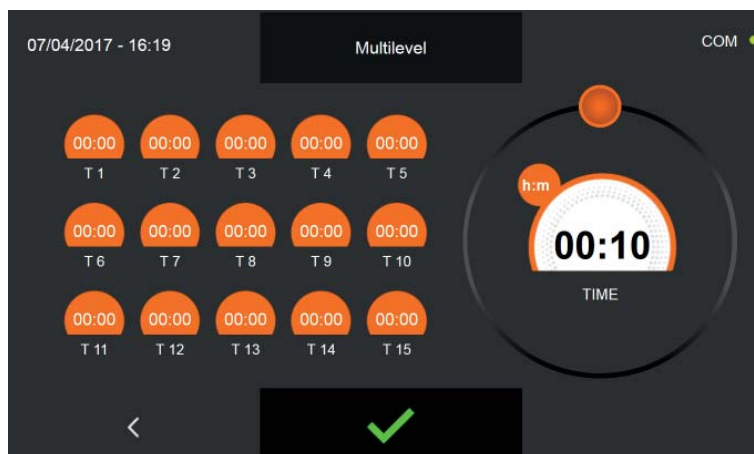 07/04/2017 - 16:19
Multilevel
COM
00:00 00:00 00:00 00:00 00:00
T 1 T 2 T 3 T 4 T 5
00:00 00:00 00:00 00:00 00:00
T 6 T 7 T 8 T 9 T 10
00:00 00:00 00:00 00:00 00:00
T 11 T 12 T 13 T 14 T 15
h:m
00:10
TIME